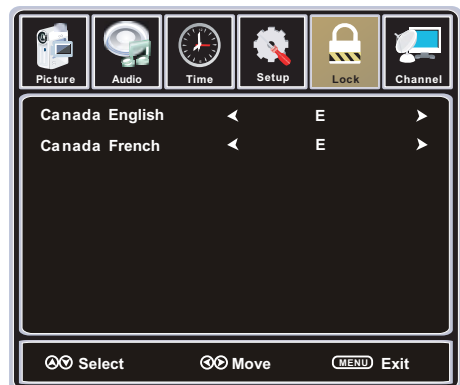 Picture Audio Time Setup Lock Channel
Canada English E
Canada French E
Select Move MENU Exit